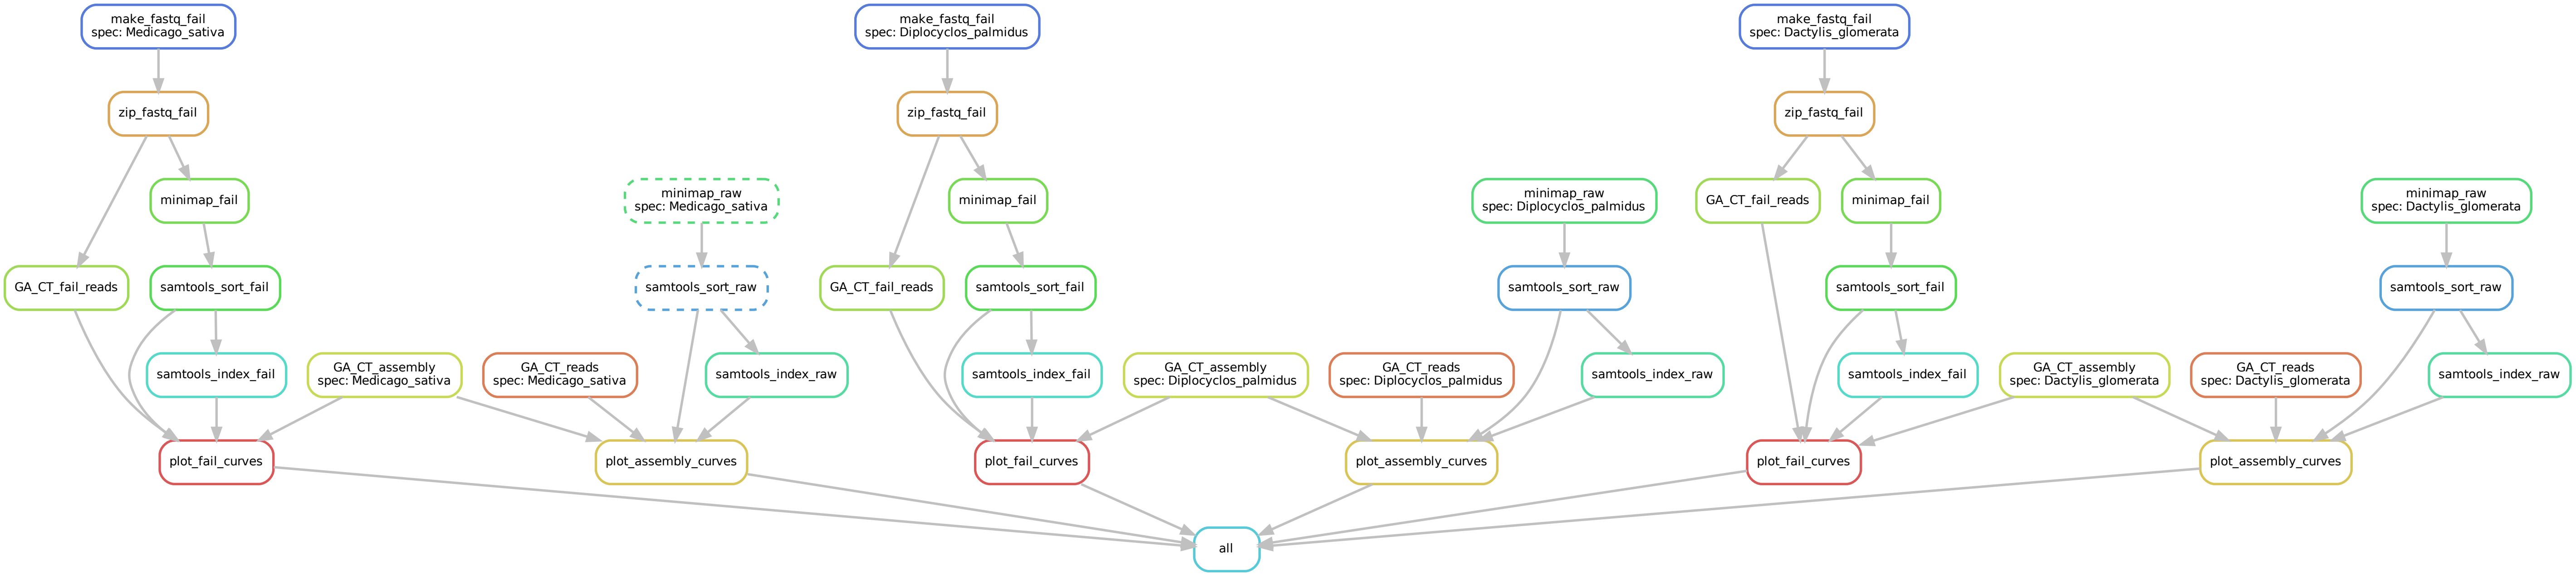 make_fastq_fail
spec: Medicago_sativa
make_fastq_fail
spec: Diplocyclos_palmidus
make_fastq_fail
spec: Dactylis_glomerata
zip_fastq_fail
zip_fastq_fail
zip_fastq_fail
minimap_fail
minimap_raw
spec: Medicago_sativa
minimap_fail
minimap_raw
spec: Diplocyclos_palmidus
GA_CT_fail_reads
minimap_fail
minimap_raw
spec: Dactylis_glomerata
GA_CT_fail_reads
samtools_sort_fail
samtools_sort_raw
GA_CT_fail_reads
samtools_sort_fail
samtools_sort_raw
samtools_sort_fail
samtools_sort_raw
samtools_index_fail
GA_CT_assembly
spec: Medicago_sativa
GA_CT_reads
spec: Medicago_sativa
samtools_index_raw
samtools_index_fail
GA_CT_assembly
spec: Diplocyclos_palmidus
GA_CT_reads
spec: Diplocyclos_palmidus
samtools_index_raw
samtools_index_fail
GA_CT_assembly
spec: Dactylis_glomerata
GA_CT_reads
spec: Dactylis_glomerata
samtools_index_raw
plot_fail_curves
plot_assembly_curves
plot_fail_curves
plot_assembly_curves
plot_fail_curves
plot_assembly_curves
all